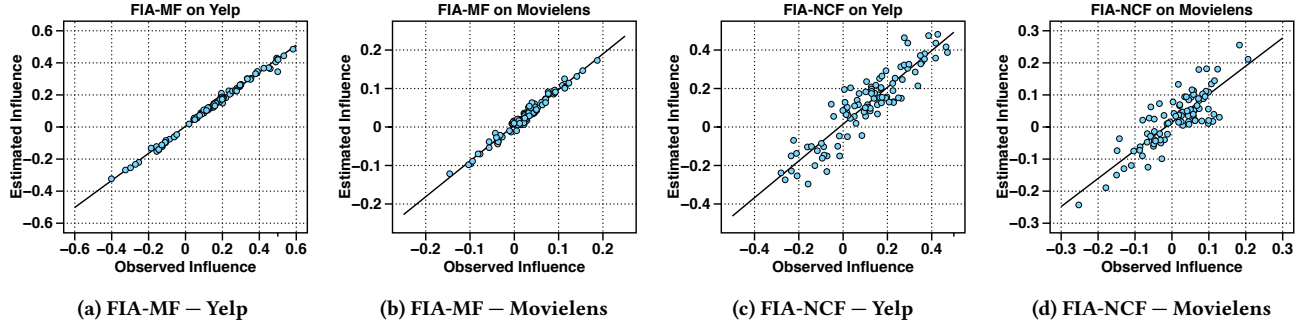 FIA-MF on Yelp
Estimated Influence
0.6
0.4
0.2
0
−0.2
−0.4
−0.6
−0.6 −0.4 −0.2 0 0.2 0.4 0.6
Observed Influence
(a) FIA-MF — Yelp
FIA-MF on Movielens
Estimated Influence
0.2
0.1
0
−0.1
−0.2
−0.2 −0.1 0 0.1 0.2
Observed Influence
(b) FIA-MF — Movielens
FIA-NCF on Yelp
Estimated Influence
0.4
0.2
0
−0.2
−0.4
−0.4 −0.2 0 0.2 0.4
Observed Influence
(c) FIA-NCF — Yelp
FIA-NCF on Movielens
Estimated Influence
0.3
0.2
0.1
0
−0.1
−0.2
−0.3
−0.3 −0.2 −0.1 0 0.1 0.2 0.3
Observed Influence
(d) FIA-NCF — Movielens